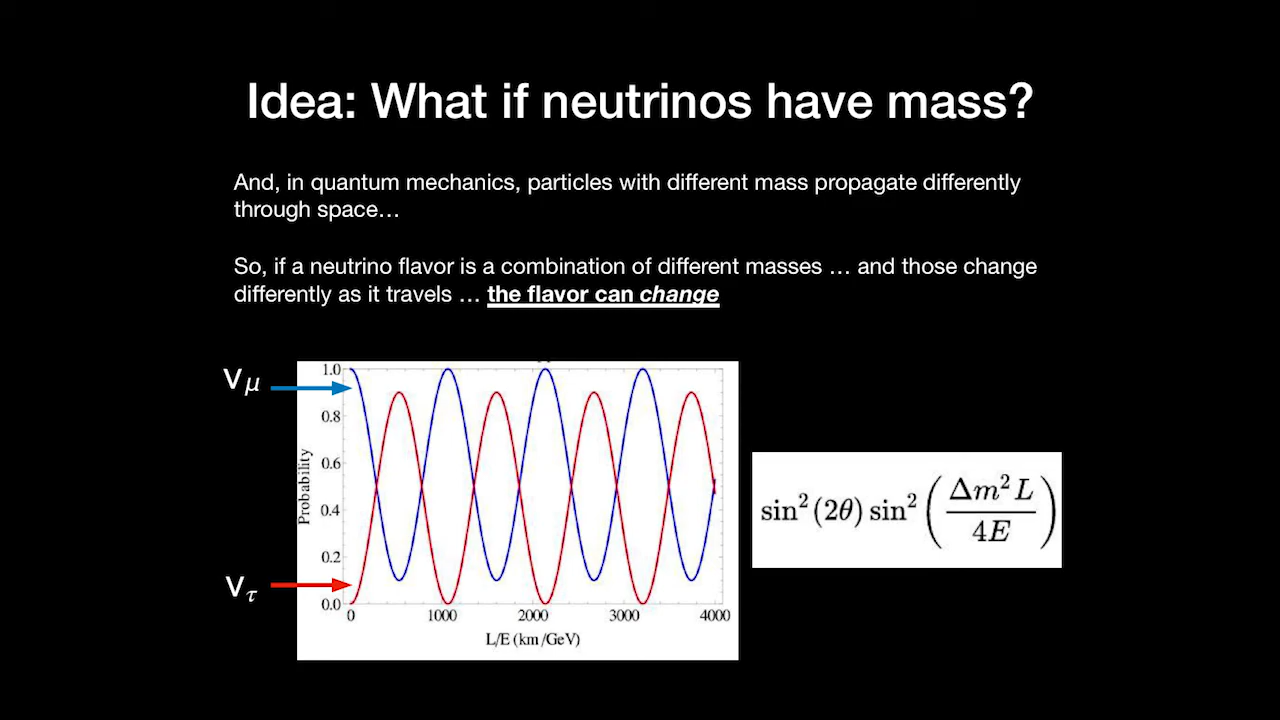 Idea: What if neutrinos have mass?
And, in quantum mechanics, particles with different mass propagate differently
through space…
So, if a neutrino flavor is a combination of different masses … and those change
differently as it travels … the flavor can change
νμ
ντ
Probability
1.0
0.8
0.6
0.4
0.2
0.0
0 1000 2000 3000 4000
L/E (km/GeV)
sin²(2θ) sin²(Δm²L/4E)